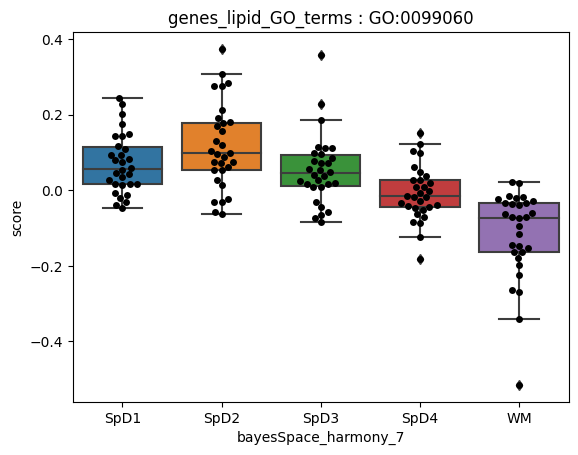 genes_lipid_GO_terms : GO:0099060
0.4
0.2
0.0
−0.2
−0.4
score
SpD1 SpD2 SpD3 SpD4 WM
bayesSpace_harmony_7